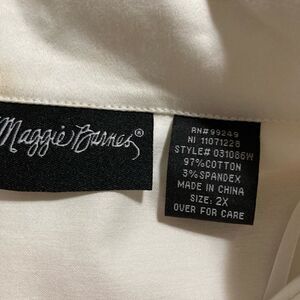 Maggie Barnes®
RN# 99249
NI 11071228
STYLE# 031086W
97% COTTON
3% SPANDEX
MADE IN CHINA
SIZE: 2X
OVER FOR CARE